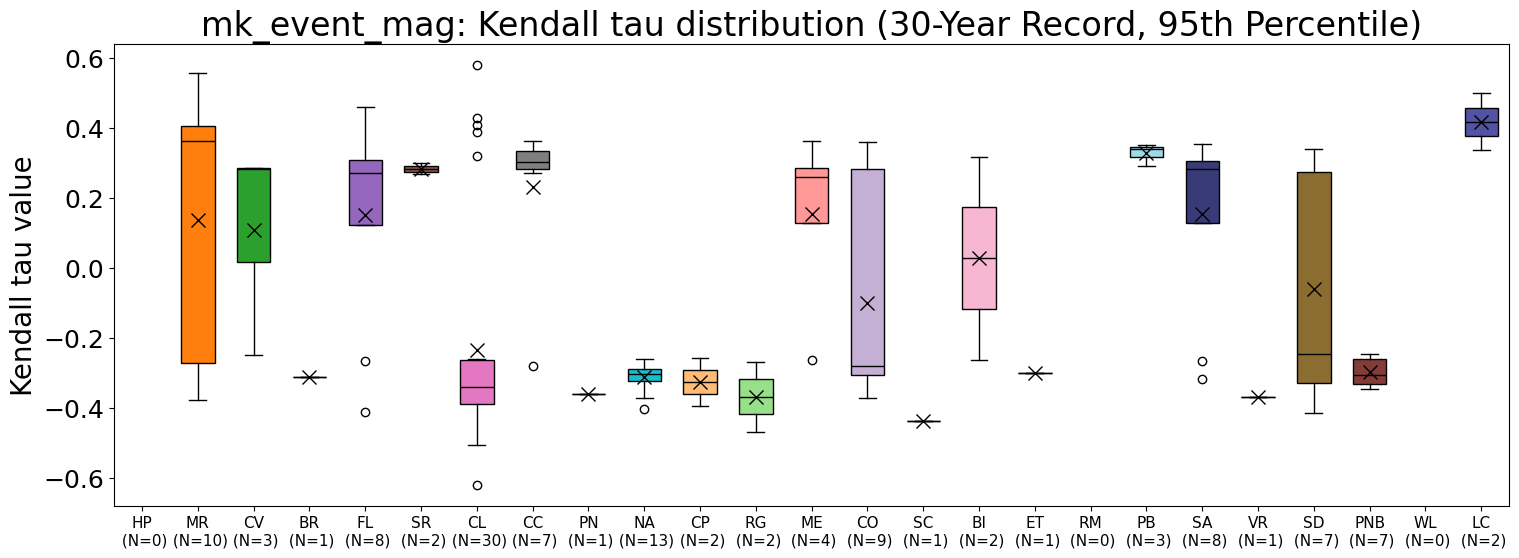 mk_event_mag: Kendall tau distribution (30-Year Record, 95th Percentile)
Kendall tau value
0.6
0.4
0.2
0.0
−0.2
−0.4
−0.6
HP MR CV BR FL SR CL CC PN NA CP RG ME CO SC BI ET RM PB SA VR SD PNB WL LC
(N=0) (N=10) (N=3) (N=1) (N=8) (N=2) (N=30) (N=7) (N=1) (N=13) (N=2) (N=2) (N=4) (N=9) (N=1) (N=2) (N=1) (N=0) (N=3) (N=8) (N=1) (N=7) (N=7) (N=0) (N=2)